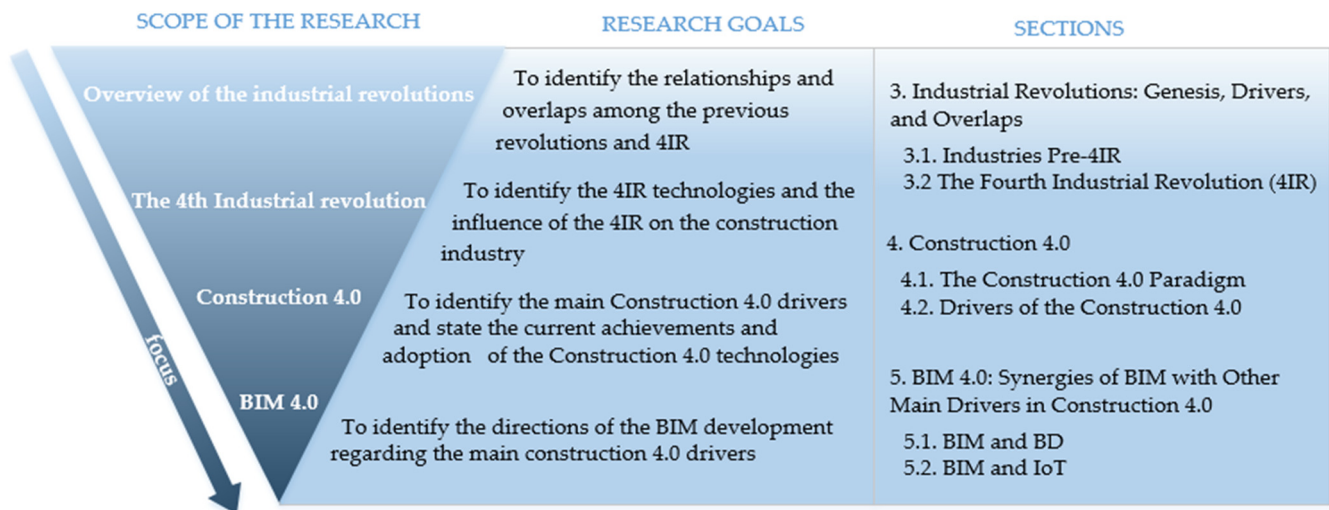 SCOPE OF THE RESEARCH
Overview of the industrial revolutions
The 4th Industrial revolution
Construction 4.0
BIM 4.0
focus
RESEARCH GOALS
To identify the relationships and
overlaps among the previous
revolutions and 4IR
To identify the 4IR technologies and the
influence of the 4IR on the construction
industry
To identify the main Construction 4.0 drivers
and state the current achievements and
adoption of the Construction 4.0 technologies
To identify the directions of the BIM development
regarding the main construction 4.0 drivers
SECTIONS
3. Industrial Revolutions: Genesis, Drivers,
and Overlaps
3.1. Industries Pre-4IR
3.2 The Fourth Industrial Revolution (4IR)
4. Construction 4.0
4.1. The Construction 4.0 Paradigm
4.2. Drivers of the Construction 4.0
5. BIM 4.0: Synergies of BIM with Other
Main Drivers in Construction 4.0
5.1. BIM and BD
5.2. BIM and IoT